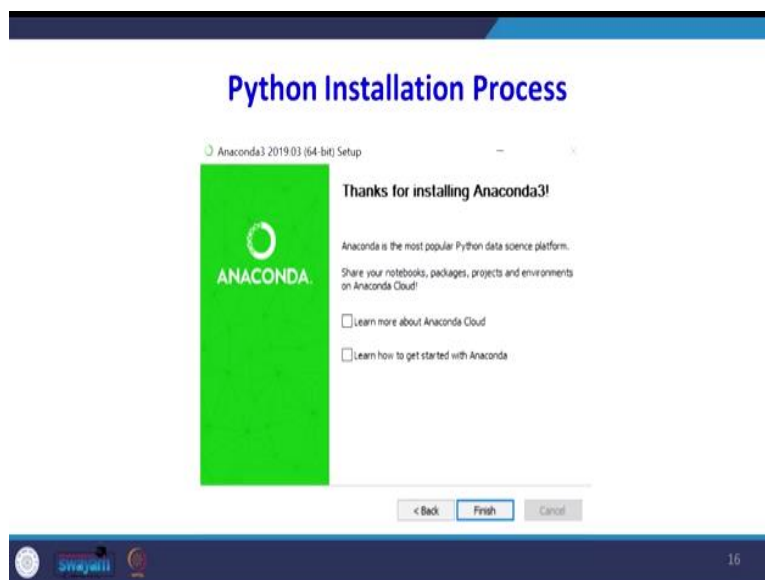 Python Installation Process
Anaconda3 2019.03 (64-bit) Setup
Thanks for installing Anaconda3!
ANACONDA.
Anaconda is the most popular Python data science platform.
Share your notebooks, packages, projects and environments
on Anaconda Cloud!
Learn more about Anaconda Cloud
Learn how to get started with Anaconda
< Back
Finish
Cancel
swayam
16